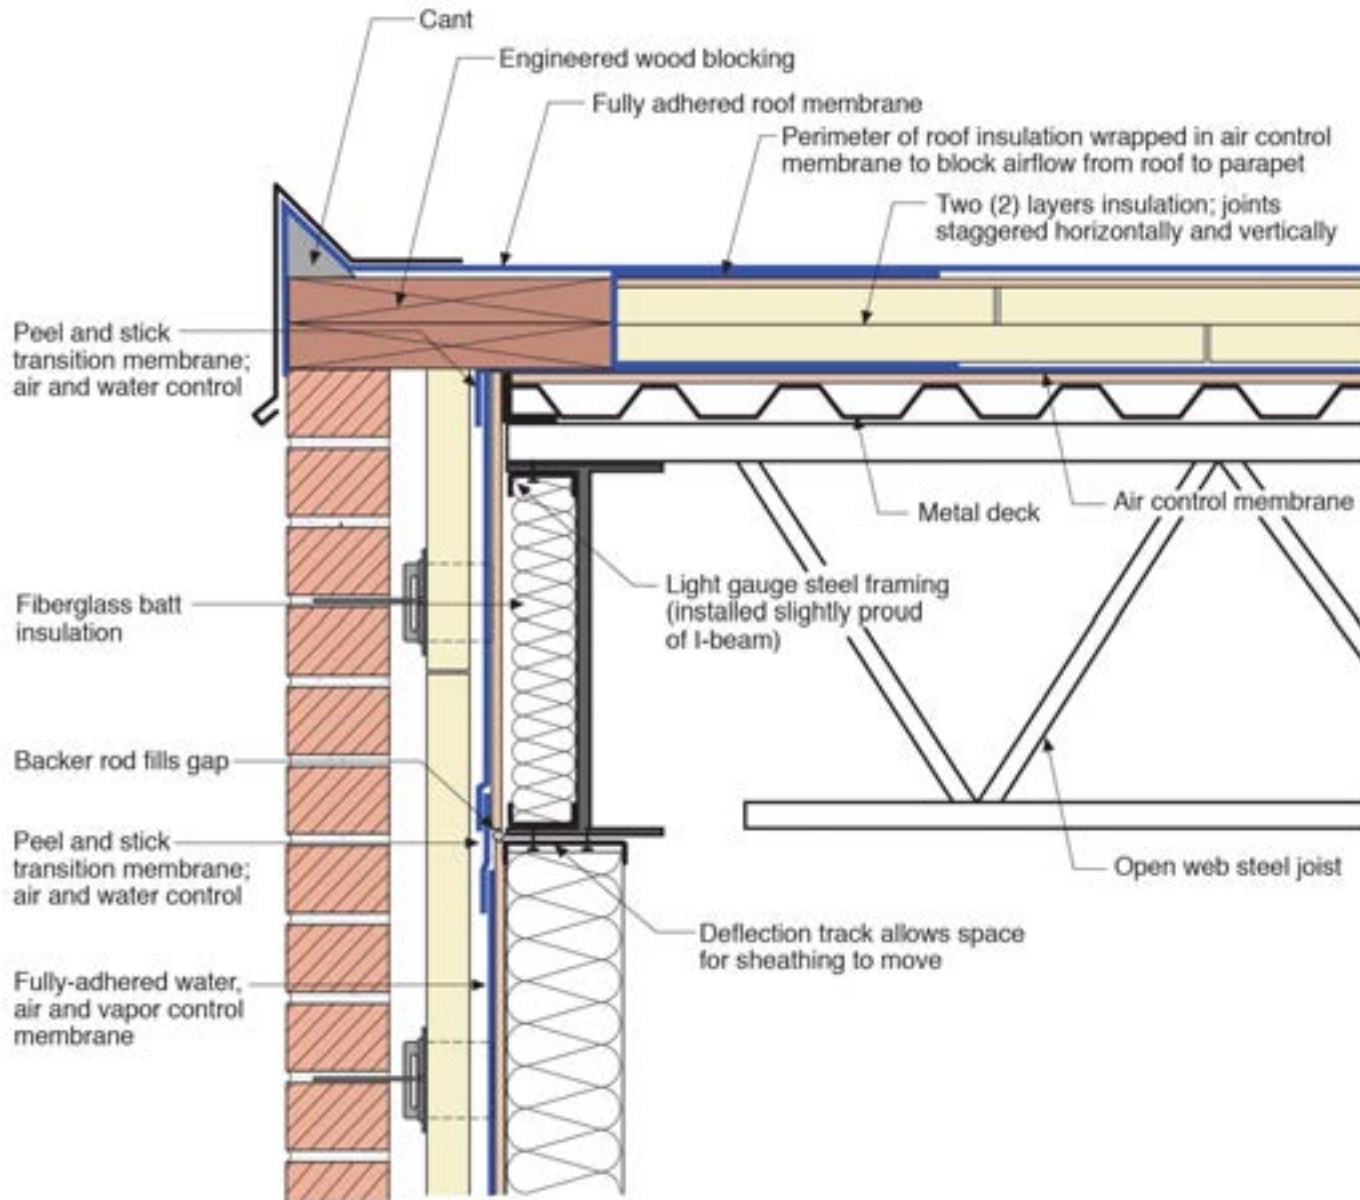 Cant
Engineered wood blocking
Fully adhered roof membrane
Perimeter of roof insulation wrapped in air control
membrane to block airflow from roof to parapet
Two (2) layers insulation; joints
staggered horizontally and vertically
Peel and stick
transition membrane;
air and water control
Metal deck
Air control membrane
Light gauge steel framing
(installed slightly proud
of I-beam)
Fiberglass batt
insulation
Backer rod fills gap
Peel and stick
transition membrane;
air and water control
Open web steel joist
Deflection track allows space
for sheathing to move
Fully-adhered water,
air and vapor control
membrane